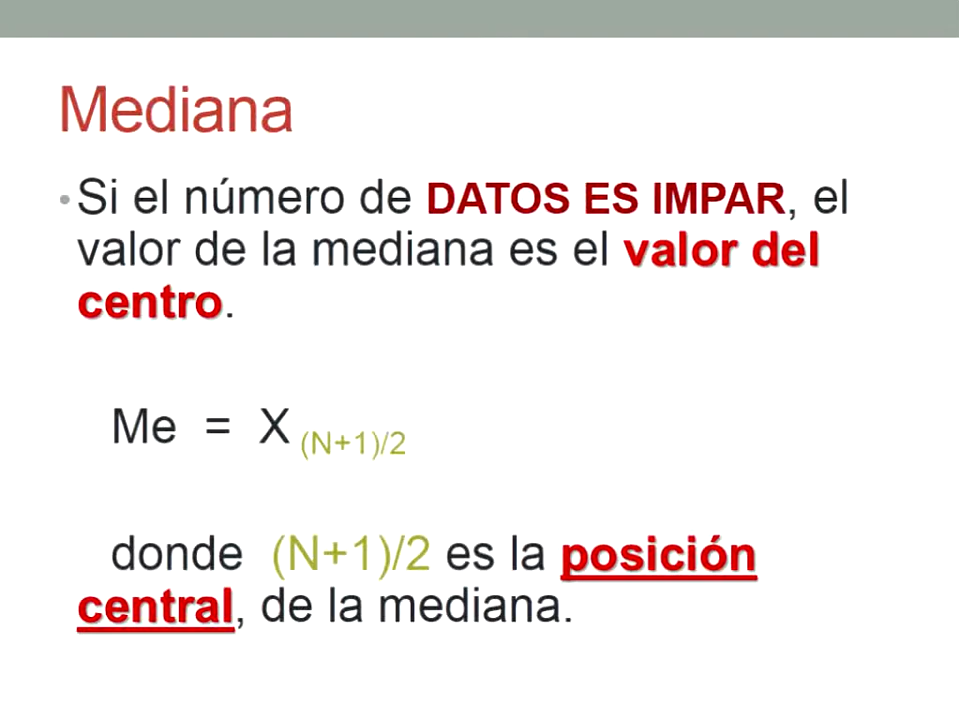 Mediana
• Si el número de DATOS ES IMPAR, el
valor de la mediana es el valor del
centro.
Me = X (N+1)/2
donde (N+1)/2 es la posición
central, de la mediana.